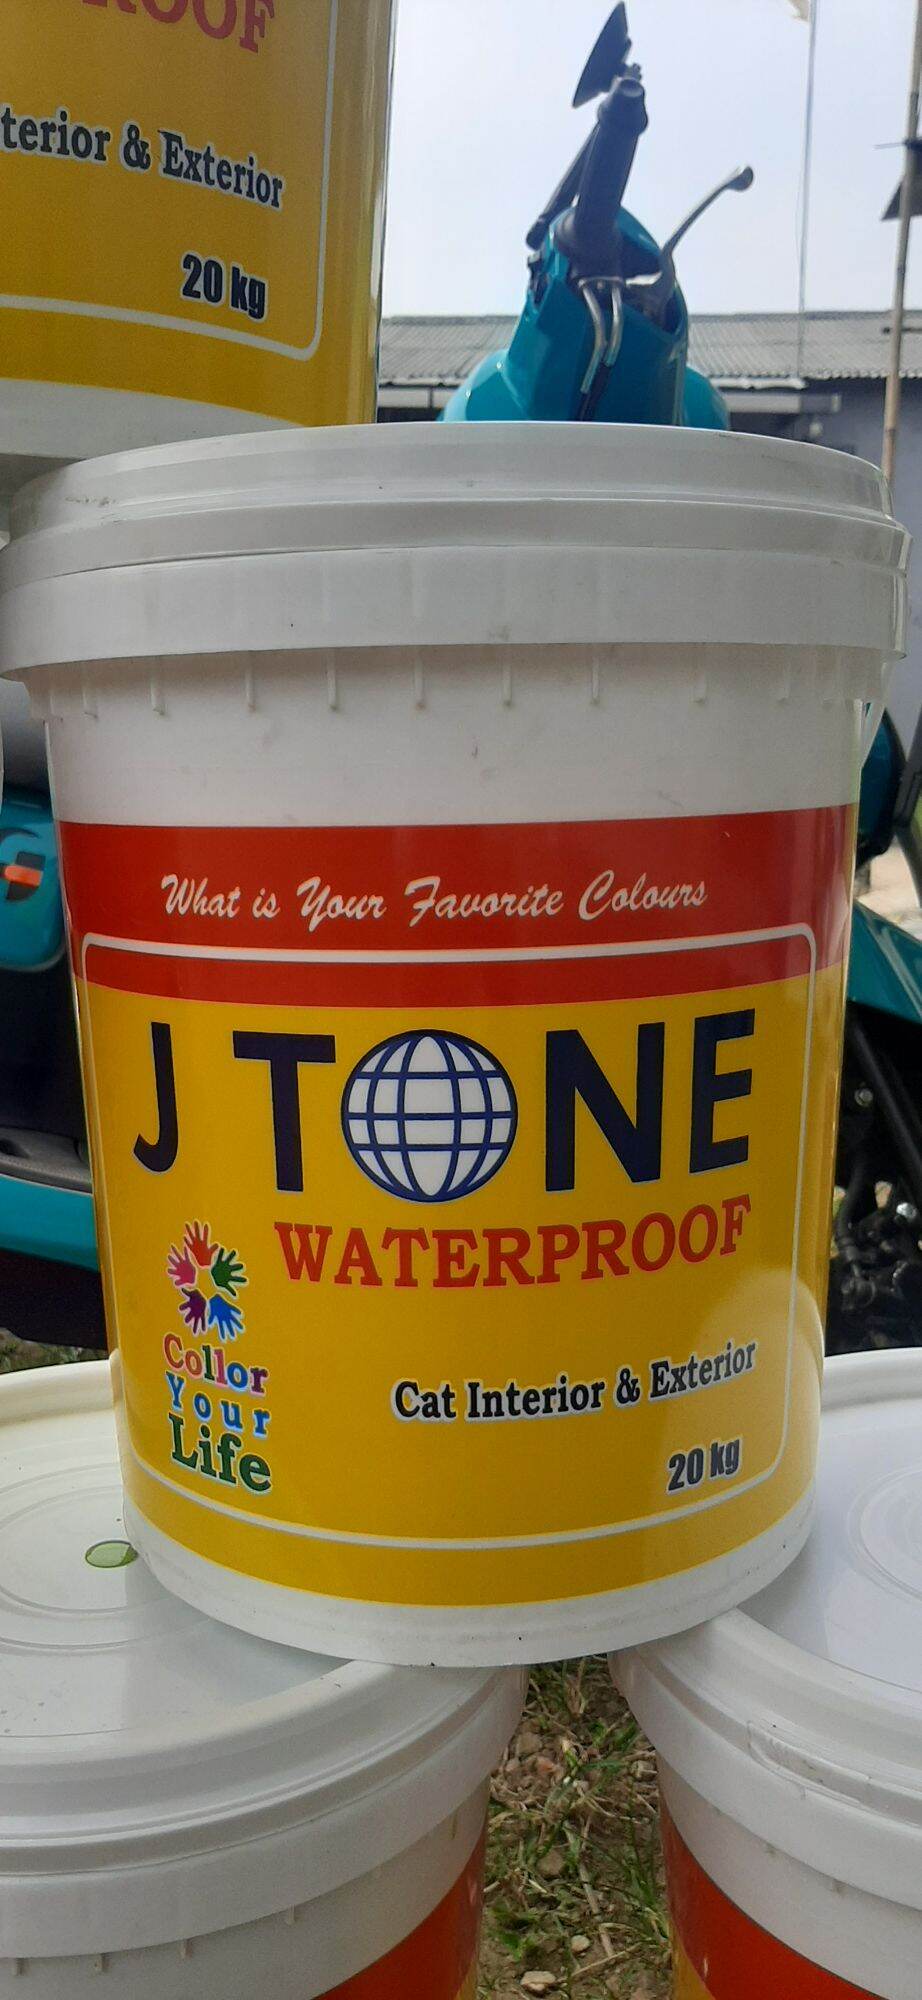 ROOF
terior & Exterior
20 kg
What is Your Favorite Colours
J TONE
WATERPROOF
Collor
Your
Life
Cat Interior & Exterior
20 kg